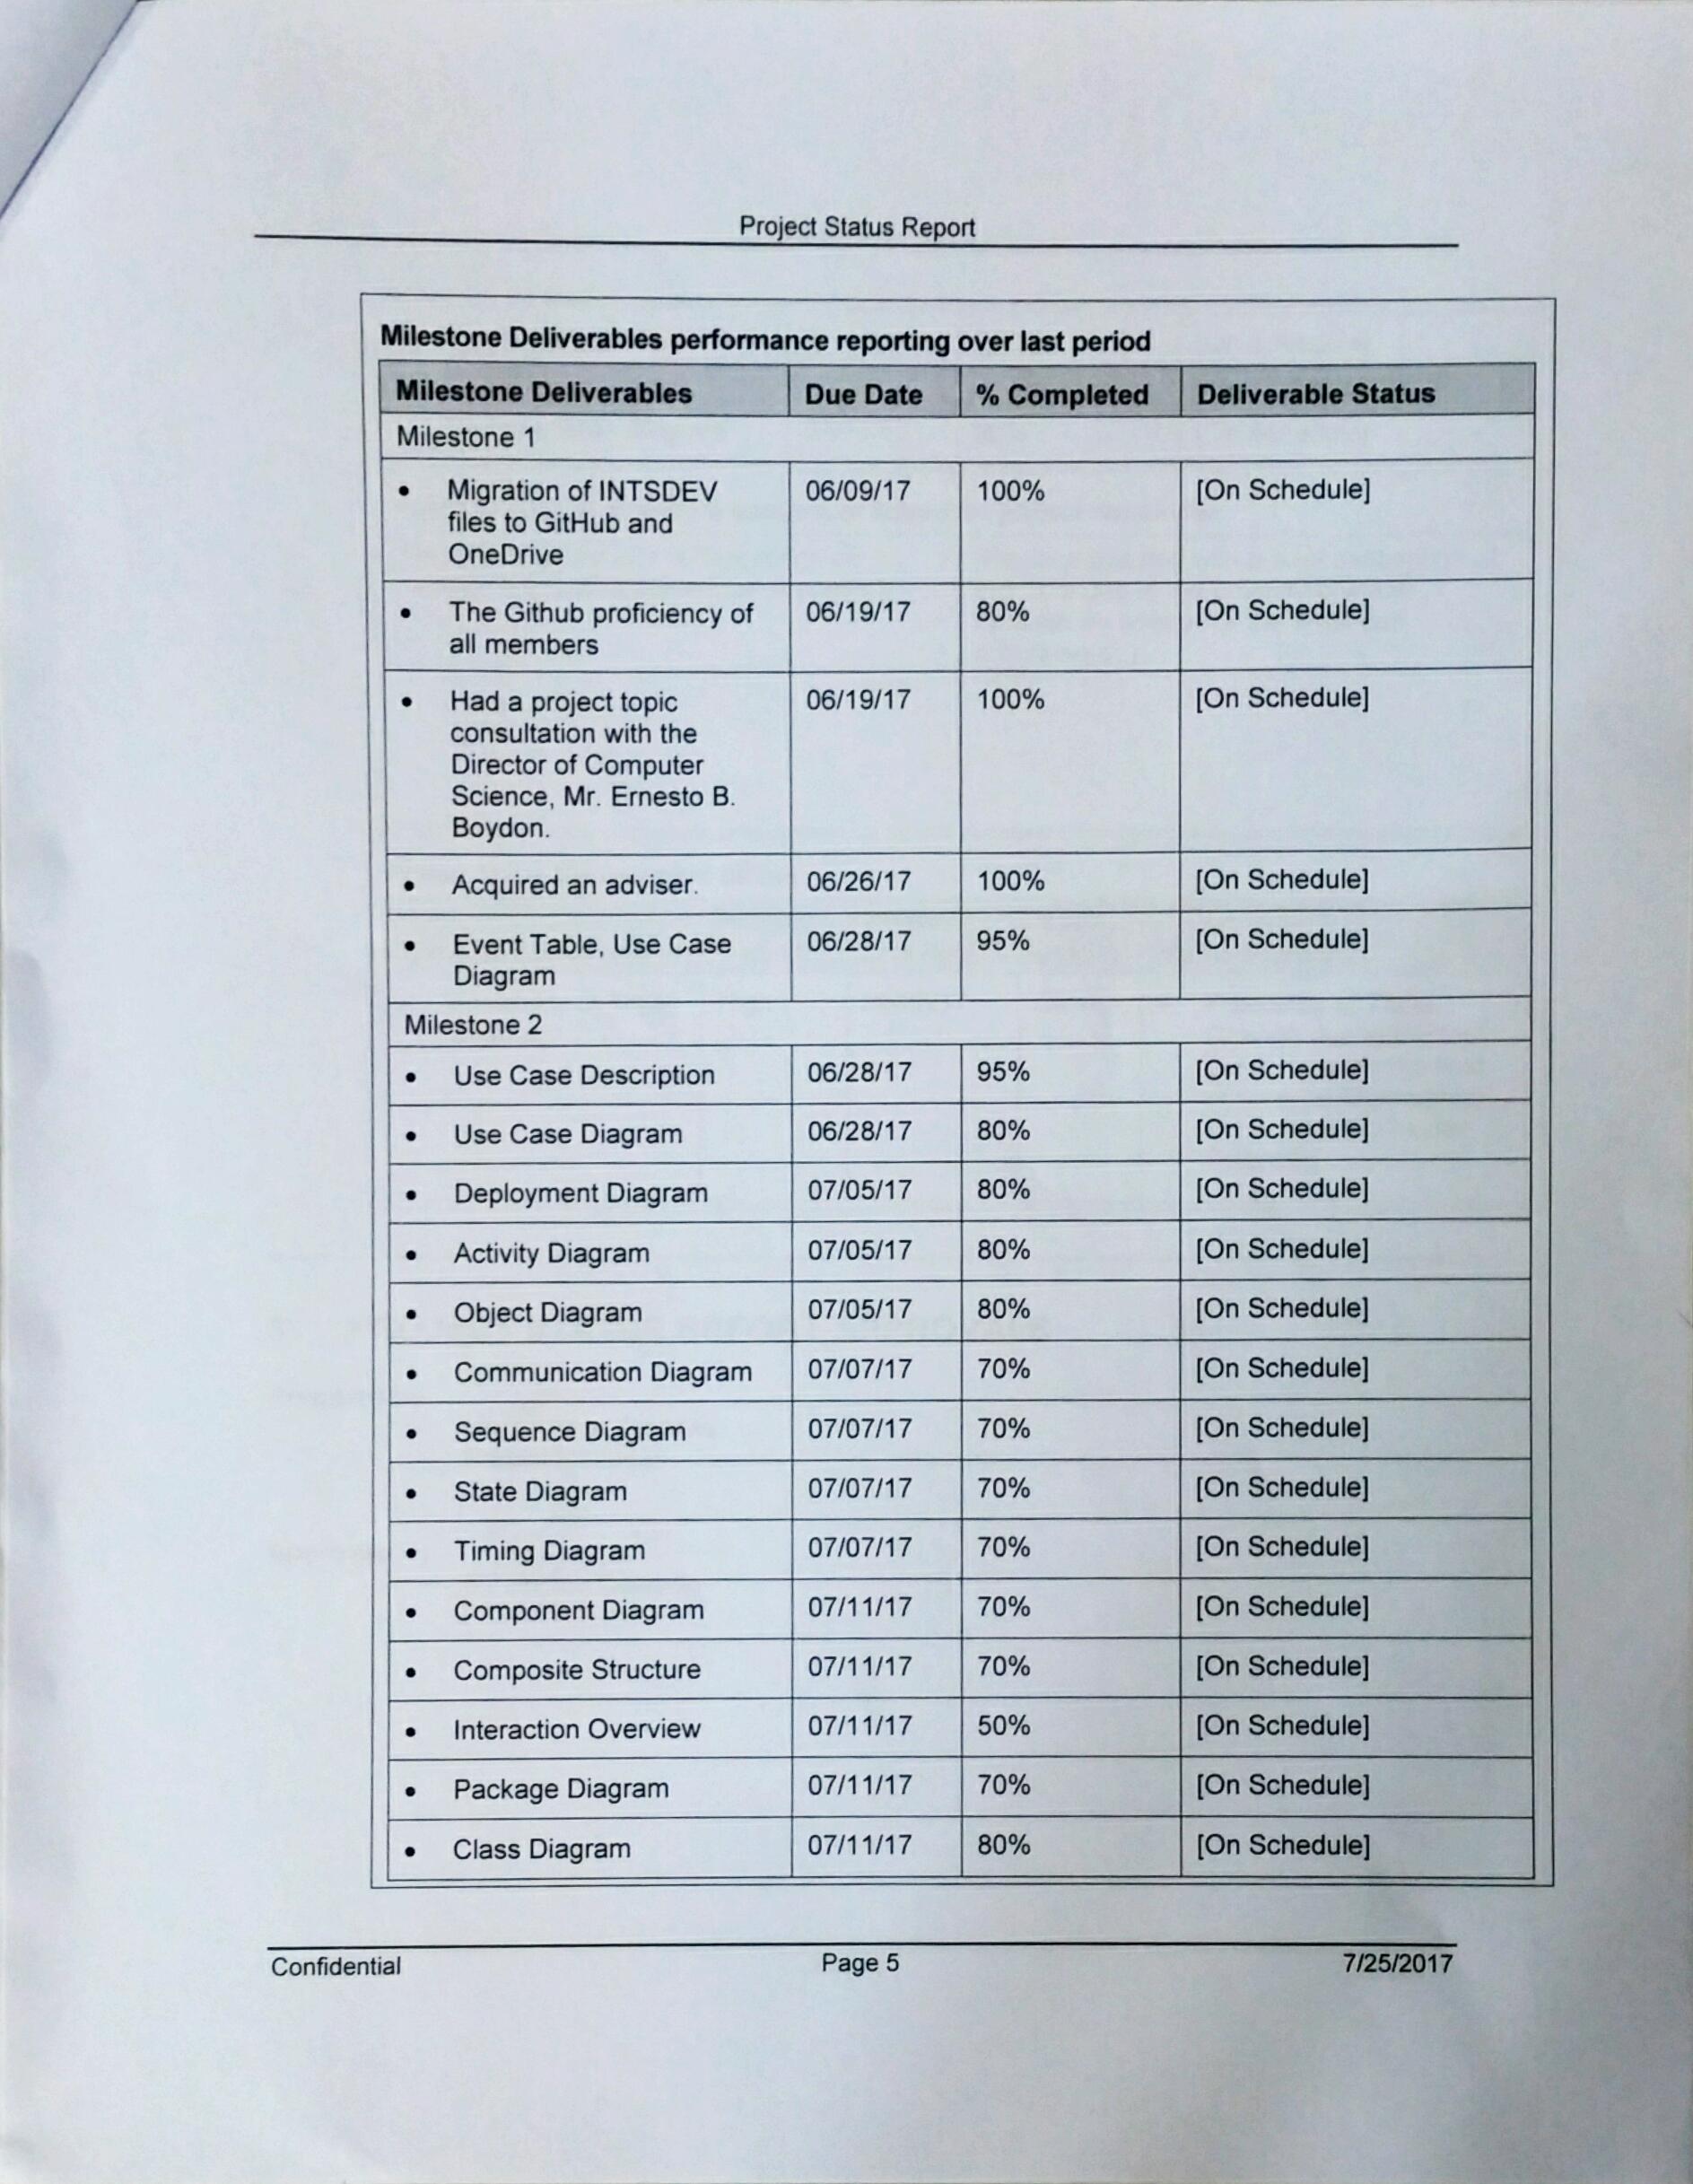 Project Status Report
Milestone Deliverables performance reporting over last period
Milestone Deliverables Due Date % Completed Deliverable Status
Milestone 1
• Migration of INTSDEV 06/09/17 100% [On Schedule]
files to GitHub and
OneDrive
• The Github proficiency of 06/19/17 80% [On Schedule]
all members
• Had a project topic 06/19/17 100% [On Schedule]
consultation with the
Director of Computer
Science, Mr. Ernesto B.
Boydon.
• Acquired an adviser. 06/26/17 100% [On Schedule]
• Event Table, Use Case 06/28/17 95% [On Schedule]
Diagram
Milestone 2
• Use Case Description 06/28/17 95% [On Schedule]
• Use Case Diagram 06/28/17 80% [On Schedule]
• Deployment Diagram 07/05/17 80% [On Schedule]
• Activity Diagram 07/05/17 80% [On Schedule]
• Object Diagram 07/05/17 80% [On Schedule]
• Communication Diagram 07/07/17 70% [On Schedule]
• Sequence Diagram 07/07/17 70% [On Schedule]
• State Diagram 07/07/17 70% [On Schedule]
• Timing Diagram 07/07/17 70% [On Schedule]
• Component Diagram 07/11/17 70% [On Schedule]
• Composite Structure 07/11/17 70% [On Schedule]
• Interaction Overview 07/11/17 50% [On Schedule]
• Package Diagram 07/11/17 70% [On Schedule]
• Class Diagram 07/11/17 80% [On Schedule]
Confidential Page 5 7/25/2017